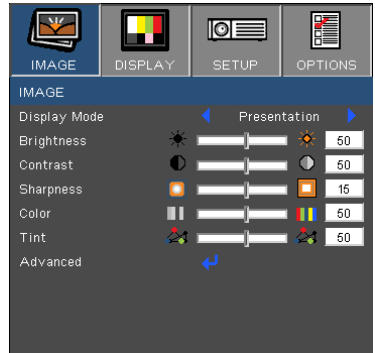 IMAGE DISPLAY SETUP OPTIONS
IMAGE
Display Mode Presentation
Brightness 50
Contrast 50
Sharpness 15
Color 50
Tint 50
Advanced